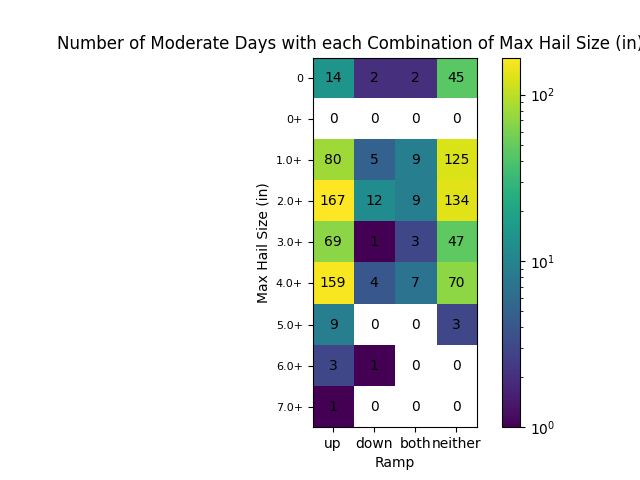 Number of Moderate Days with each Combination of Max Hail Size (in)
Max Hail Size (in)
0 14 2 2 45
0+ 0 0 0 0
1.0+ 80 5 9 125
2.0+ 167 12 9 134
3.0+ 69 1 3 47
4.0+ 159 4 7 70
5.0+ 9 0 0 3
6.0+ 3 1 0 0
7.0+ 1 0 0 0
up down both neither
Ramp
10²
10¹
10⁰